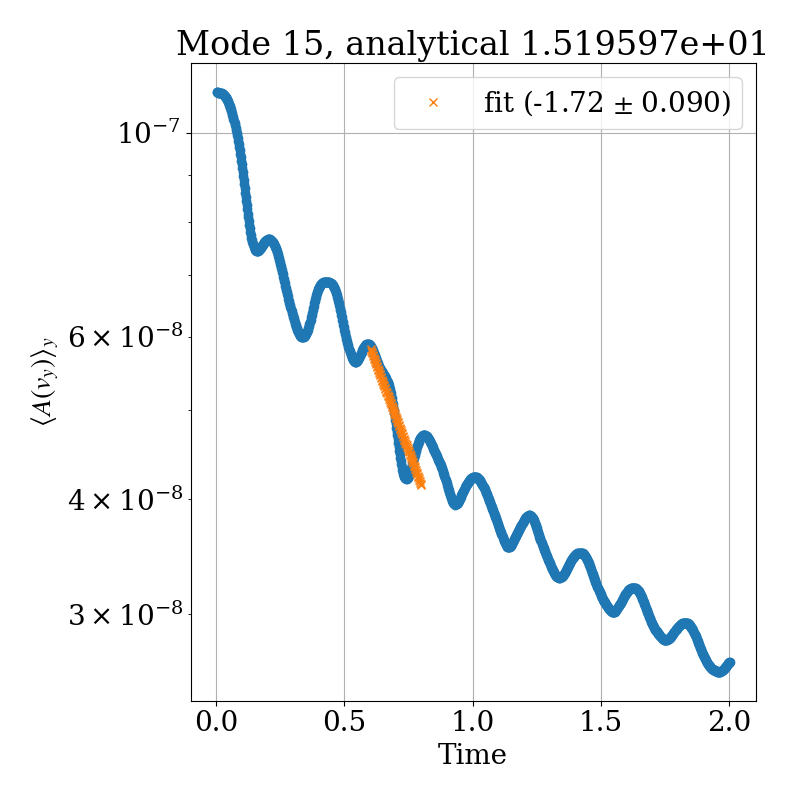 Mode 15, analytical 1.519597e+01
fit (-1.72 ± 0.090)
10⁻⁷
6 × 10⁻⁸
4 × 10⁻⁸
3 × 10⁻⁸
⟨A(v_y)⟩_y
0.0 0.5 1.0 1.5 2.0
Time